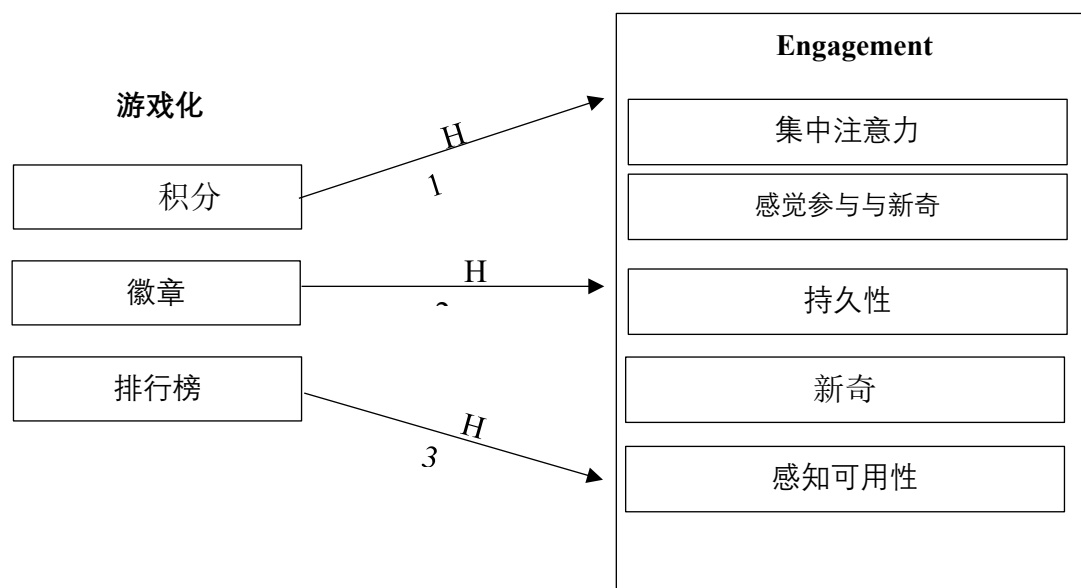 Engagement
游戏化
集中注意力
H
1
积分
感觉参与与新奇
H
徽章
持久性
排行榜
新奇
H
3
感知可用性